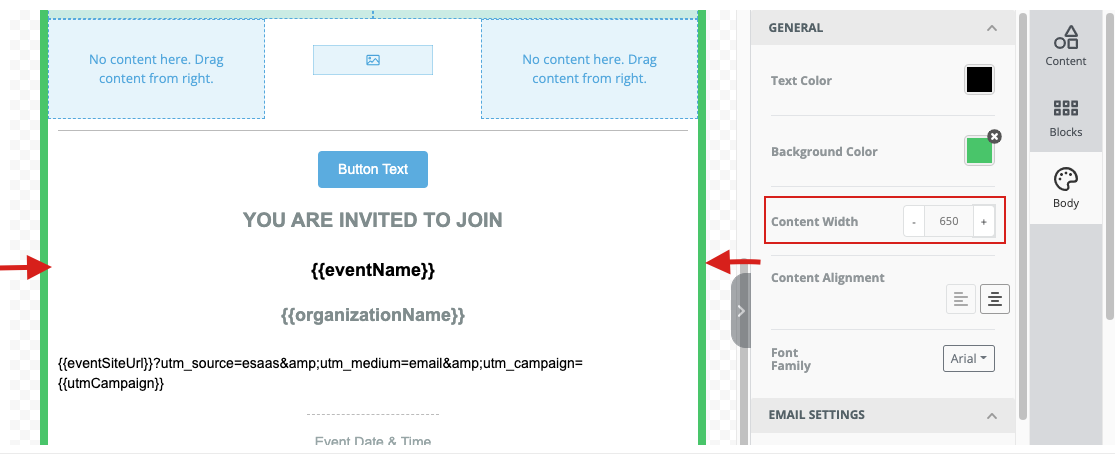 No content here. Drag
content from right.
No content here. Drag
content from right.
Button Text
YOU ARE INVITED TO JOIN
{{eventName}}
{{organizationName}}
{{eventSiteUrl}}?utm_source=esaas&amp;utm_medium=email&amp;utm_campaign=
{{utmCampaign}}
Event Date & Time
GENERAL
Text Color
Background Color
Content Width
- 650 +
Content Alignment
Font
Family
Arial
EMAIL SETTINGS
Content
Blocks
Body